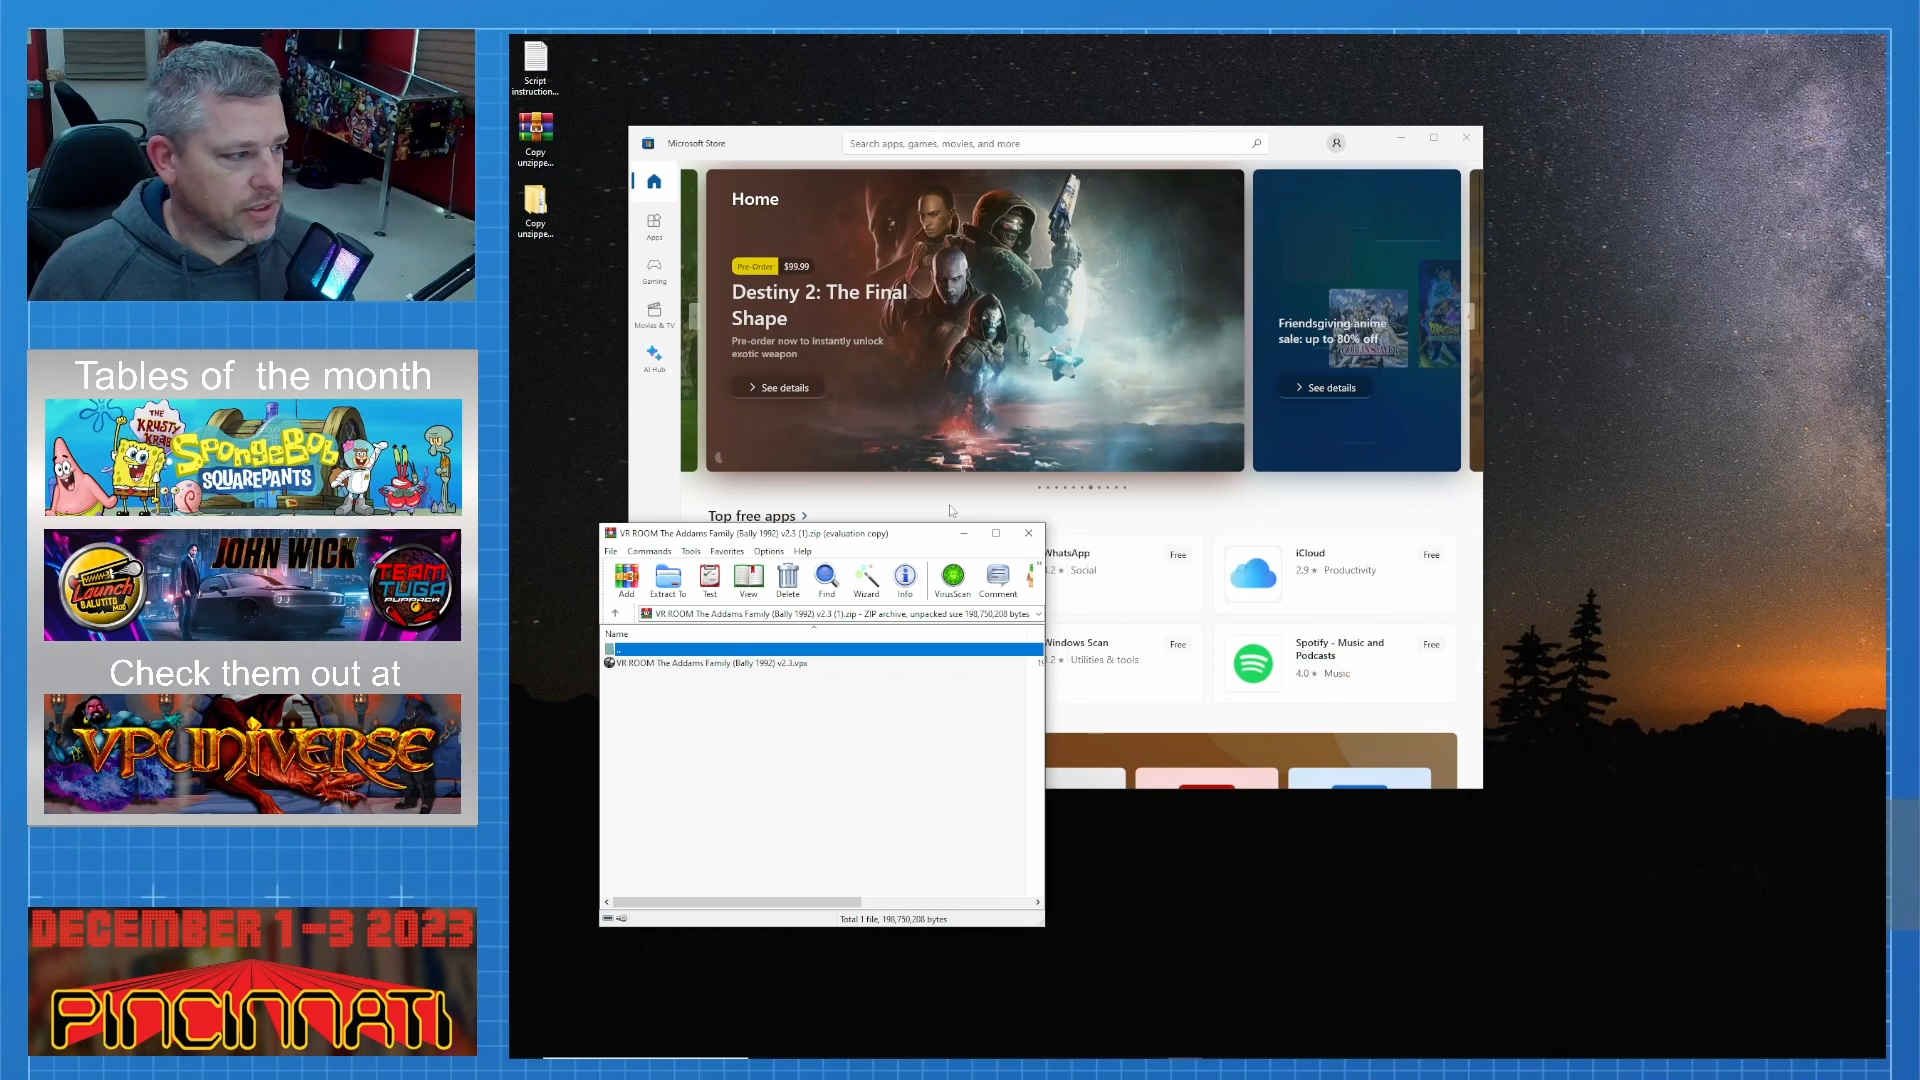 Tables of the month
THE
KRUSTY
KRAB
SPONGEBOB
SQUAREPANTS
Launch
BALUTITO
MOD
JOHN WICK
TEAM
TUGA
PUPPACK
Check them out at
VPUNIVERSE
DECEMBER 1-3 2023
PINCINNATI
Script
instruction...
Copy
unzippe...
Copy
unzippe...
Microsoft Store
Search apps, games, movies, and more
Apps
Gaming
Movies & TV
AI Hub
Home
Pre-Order $99.99
Destiny 2: The Final
Shape
Pre-order now to instantly unlock
exotic weapon
See details
Friendsgiving anime
sale: up to 80% off
See details
Top free apps
WhatsApp
Social
Free
iCloud
2.9 ★ Productivity
Free
Windows Scan
Utilities & tools
Free
Spotify - Music and
Podcasts
4.0 ★ Music
Free
VR ROOM The Addams Family (Bally 1992) v2.3 (1).zip (evaluation copy)
File Commands Tools Favorites Options Help
Add Extract To Test View Delete Find Wizard Info VirusScan Comment
VR ROOM The Addams Family (Bally 1992) v2.3 (1).zip - ZIP archive, unpacked size 198,750,208 bytes
Name
..
VR ROOM The Addams Family (Bally 1992) v2.3.vpx
Total 1 file, 198,750,208 bytes